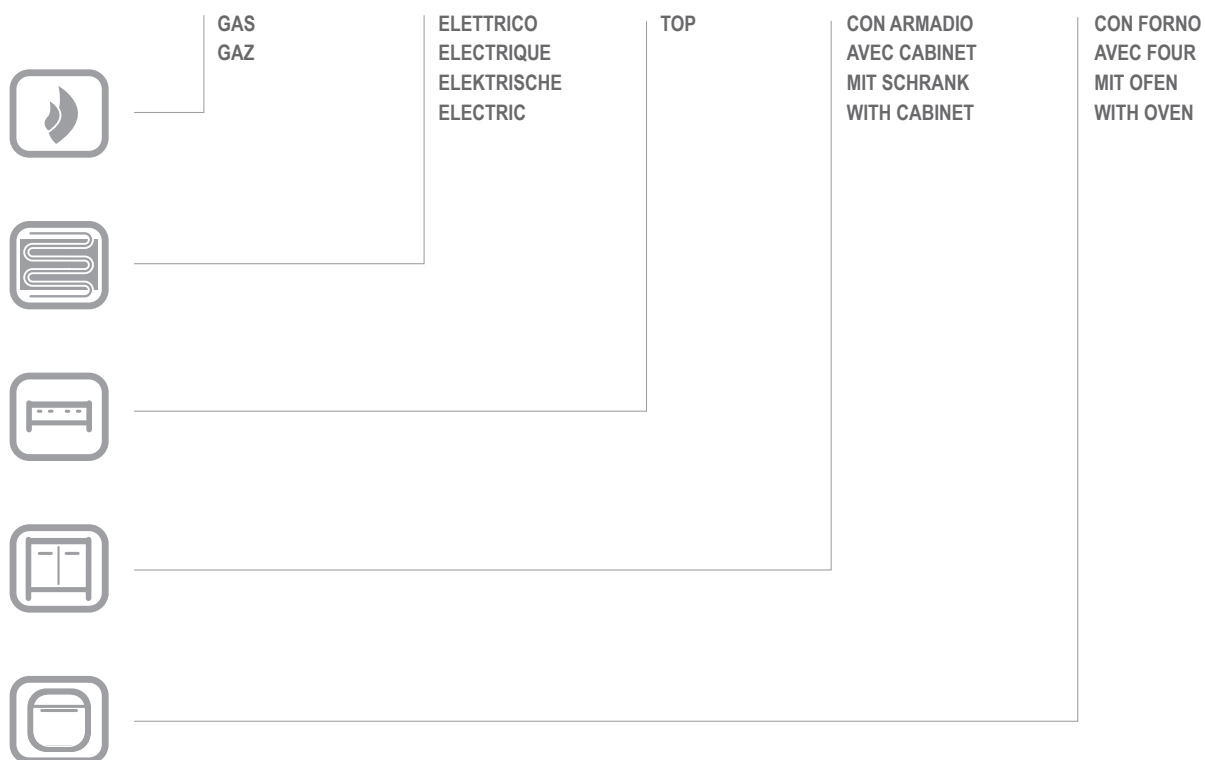 GAS
GAZ
ELETTRICO
ELECTRIQUE
ELEKTRISCHE
ELECTRIC
TOP
CON ARMADIO
AVEC CABINET
MIT SCHRANK
WITH CABINET
CON FORNO
AVEC FOUR
MIT OFEN
WITH OVEN